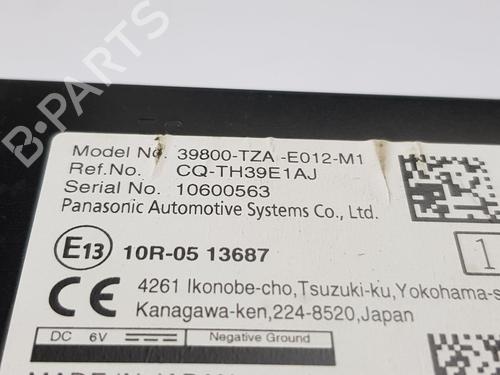 B-PARTS
Model No. 39800-TZA -E012-M1
Ref.No. CQ-TH39E1AJ
Serial No. 10600563
Panasonic Automotive Systems Co., Ltd.
E13 10R-05 13687
1
CE 4261 Ikonobe-cho,Tsuzuki-ku,Yokohama-s
Kanagawa-ken,224-8520,Japan
DC 6V Negative Ground